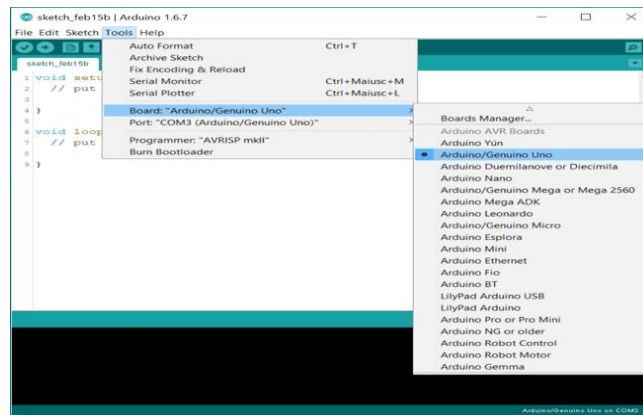 sketch_feb15b | Arduino 1.6.7
File Edit Sketch Tools Help
sketch_feb15b
1 void setu
2 // put
3
4 }
5
6 void loop
7 // put
8
9 }
Auto Format Ctrl+T
Archive Sketch
Fix Encoding & Reload
Serial Monitor Ctrl+Maiusc+M
Serial Plotter Ctrl+Maiusc+L
Board: "Arduino/Genuino Uno"
Port: "COM3 (Arduino/Genuino Uno)"
Programmer: "AVRISP mkII"
Burn Bootloader
Boards Manager...
Arduino AVR Boards
Arduino Yún
Arduino/Genuino Uno
Arduino Duemilanove or Diecimila
Arduino Nano
Arduino/Genuino Mega or Mega 2560
Arduino Mega ADK
Arduino Leonardo
Arduino/Genuino Micro
Arduino Esplora
Arduino Mini
Arduino Ethernet
Arduino Fio
Arduino BT
LilyPad Arduino USB
LilyPad Arduino
Arduino Pro or Pro Mini
Arduino NG or older
Arduino Robot Control
Arduino Robot Motor
Arduino Gemma
Arduino/Genuino Uno on COM3